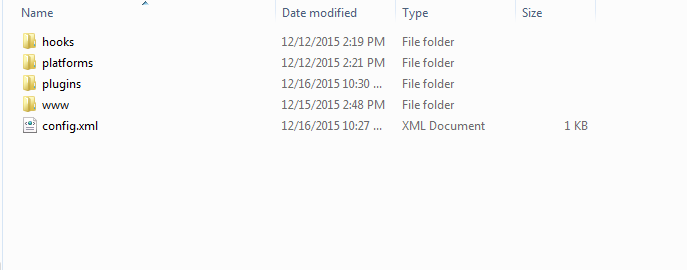 Name Date modified Type Size
hooks 12/12/2015 2:19 PM File folder
platforms 12/12/2015 2:21 PM File folder
plugins 12/16/2015 10:30 ... File folder
www 12/15/2015 2:48 PM File folder
config.xml 12/16/2015 10:27 ... XML Document 1 KB